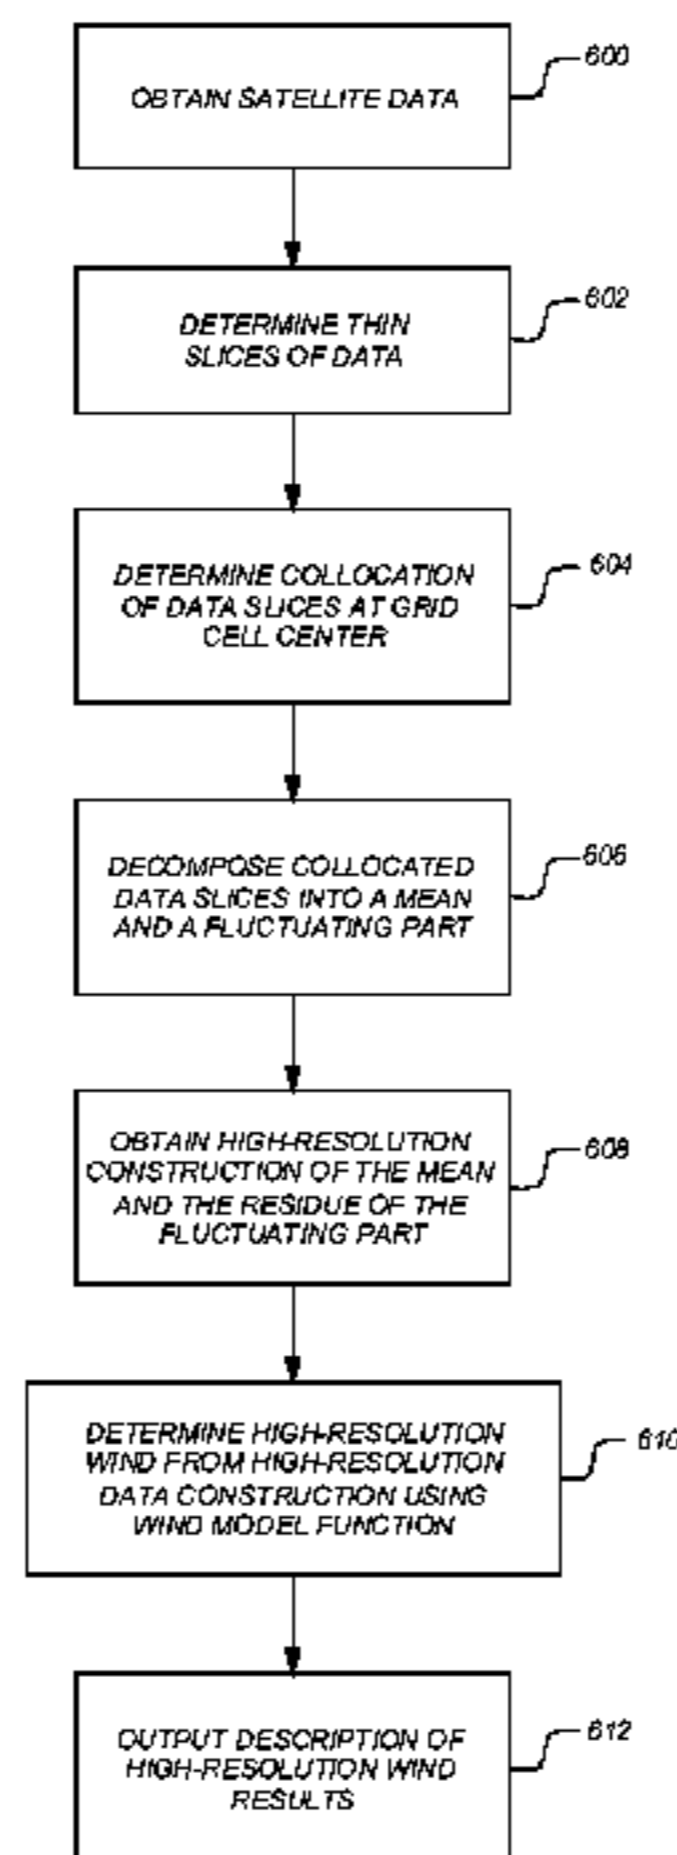 OBTAIN SATELLITE DATA
600
DETERMINE THIN
SLICES OF DATA
602
DETERMINE COLLOCATION
OF DATA SLICES AT GRID
CELL CENTER
604
DECOMPOSE COLLOCATED
DATA SLICES INTO A MEAN
AND A FLUCTUATING PART
606
OBTAIN HIGH-RESOLUTION
CONSTRUCTION OF THE MEAN
AND THE RESIDUE OF THE
FLUCTUATING PART
608
DETERMINE HIGH-RESOLUTION
WIND FROM HIGH-RESOLUTION
DATA CONSTRUCTION USING
WIND MODEL FUNCTION
610
OUTPUT DESCRIPTION OF
HIGH-RESOLUTION WIND
RESULTS
612